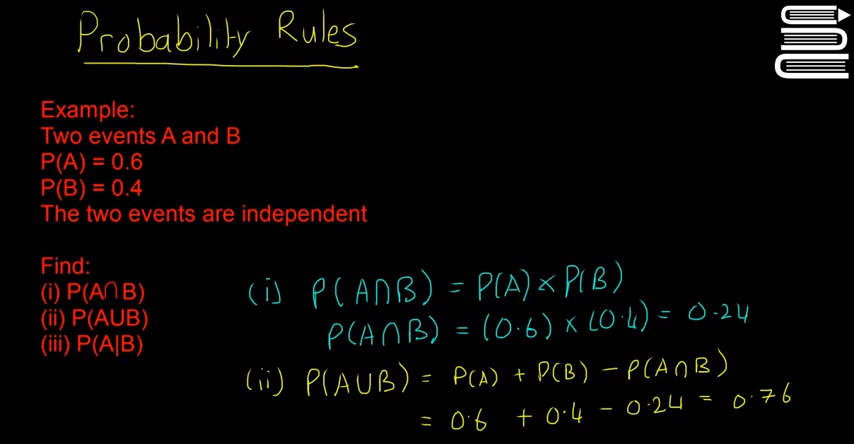 Probability Rules
Example:
Two events A and B
P(A) = 0.6
P(B) = 0.4
The two events are independent
Find:
(i) P(A∩B)
(ii) P(AUB)
(iii) P(A|B)
(i) P(A∩B) = P(A) × P(B)
P(A∩B) = (0.6) × (0.4) = 0.24
(ii) P(A∪B) = P(A) + P(B) - P(A∩B)
= 0.6 + 0.4 - 0.24 = 0.76